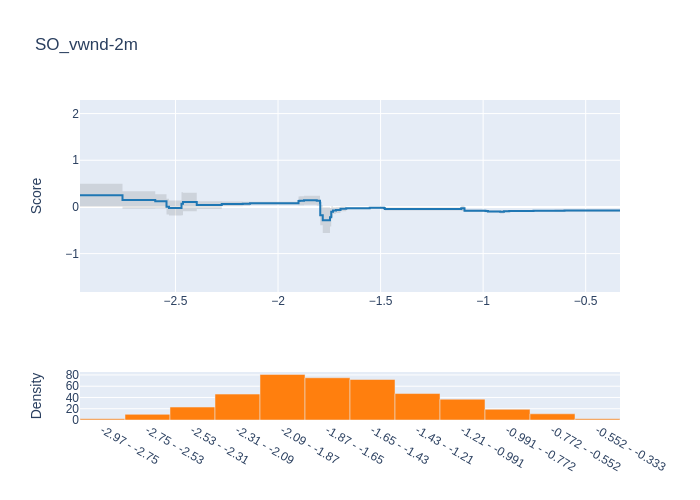 SO_vwnd-2m
Score
2
1
0
−1
−2.5
−2
−1.5
−1
−0.5
Density
80
60
40
20
0
-2.97 - -2.75
-2.75 - -2.53
-2.53 - -2.31
-2.31 - -2.09
-2.09 - -1.87
-1.87 - -1.65
-1.65 - -1.43
-1.43 - -1.21
-1.21 - -0.991
-0.991 - -0.772
-0.772 - -0.552
-0.552 - -0.333